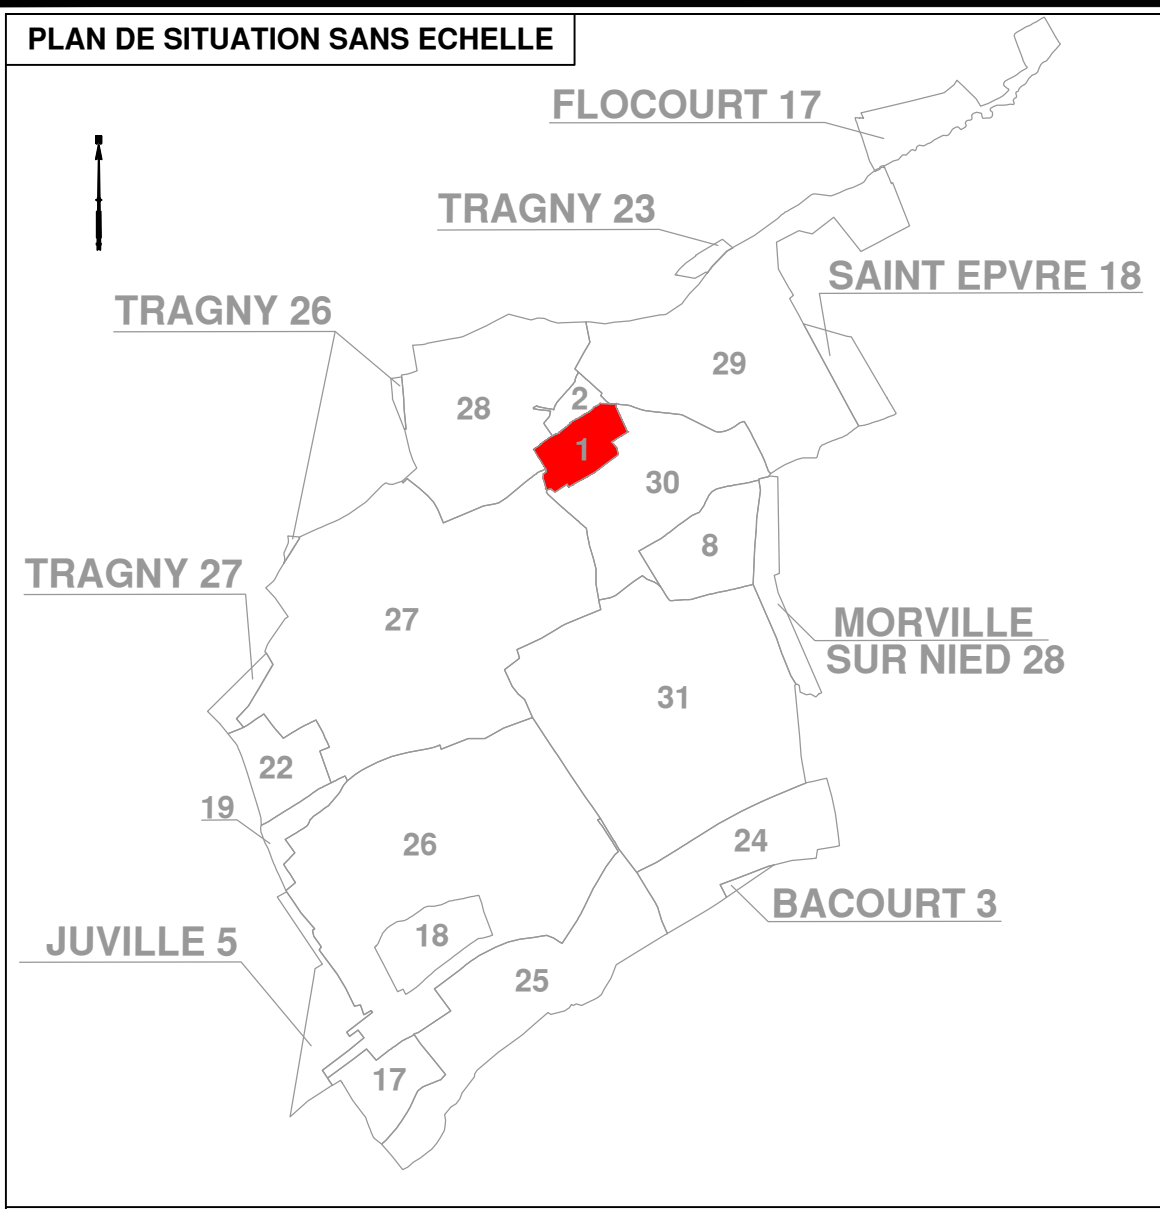 PLAN DE SITUATION SANS ECHELLE
FLOCOURT 17
TRAGNY 23
SAINT EPVRE 18
TRAGNY 26
29
2
28
1
30
8
TRAGNY 27
27
MORVILLE
SUR NIED 28
31
22
19
24
26
BACOURT 3
18
JUVILLE 5
25
17